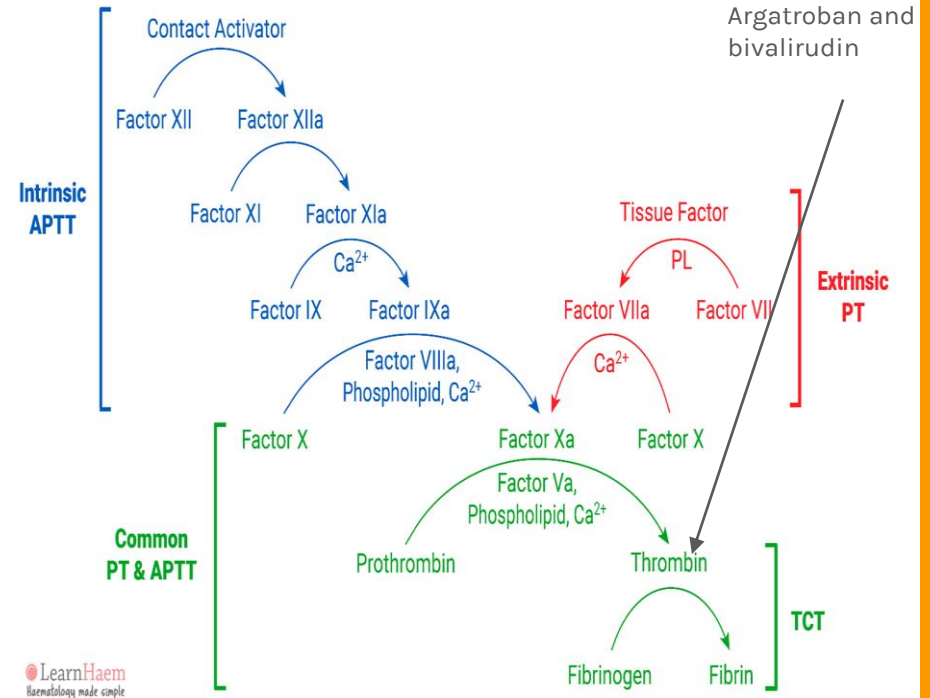 Argatroban and
bivalirudin
Contact Activator
Factor XII
Factor XIIa
Intrinsic
APTT
Factor XI
Factor XIa
Ca²⁺
Factor IX
Factor IXa
Factor VIIIa,
Phospholipid, Ca²⁺
Tissue Factor
PL
Factor VIIa
Factor VII
Ca²⁺
Extrinsic
PT
Factor X
Factor Xa
Factor X
Factor Va,
Phospholipid, Ca²⁺
Common
PT & APTT
Prothrombin
Thrombin
TCT
Fibrinogen
Fibrin
LearnHaem
Haematology made simple